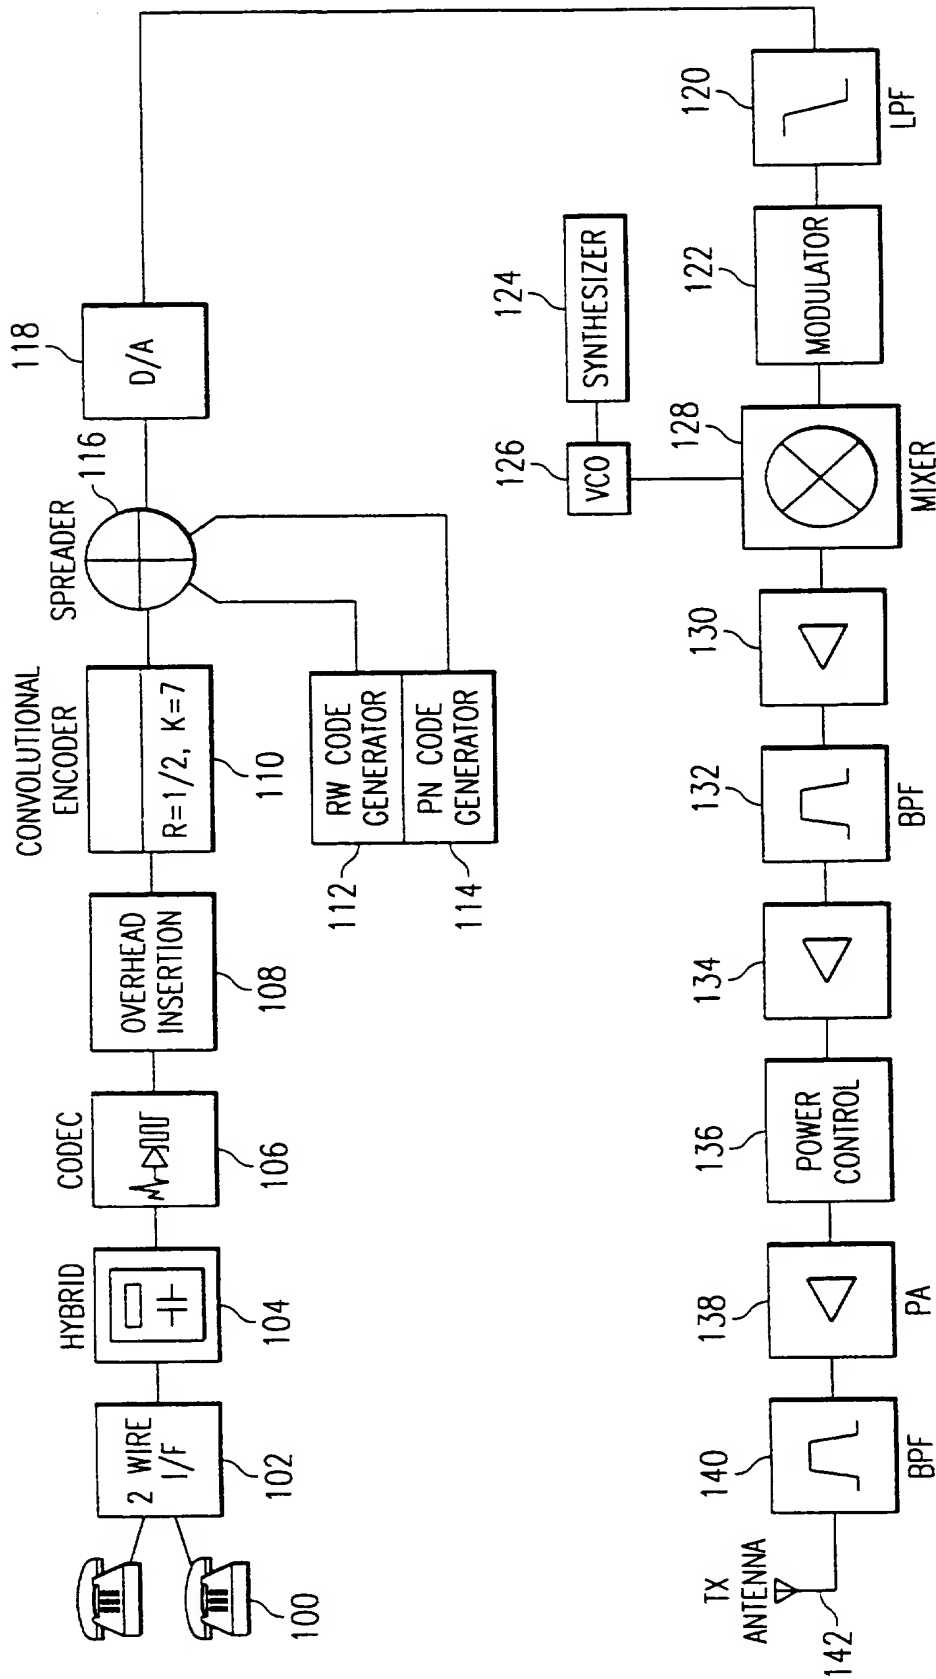 100
2 WIRE
I/F
102
HYBRID
104
CODEC
106
OVERHEAD
INSERTION
108
CONVOLUTIONAL
ENCODER
R=1/2, K=7
110
RW CODE
GENERATOR
112
PN CODE
GENERATOR
114
SPREADER
116
118
D/A
120
LPF
122
MODULATOR
124
SYNTHESIZER
126
VCO
128
MIXER
130
132
BPF
134
136
POWER
CONTROL
138
PA
140
BPF
TX
ANTENNA
142